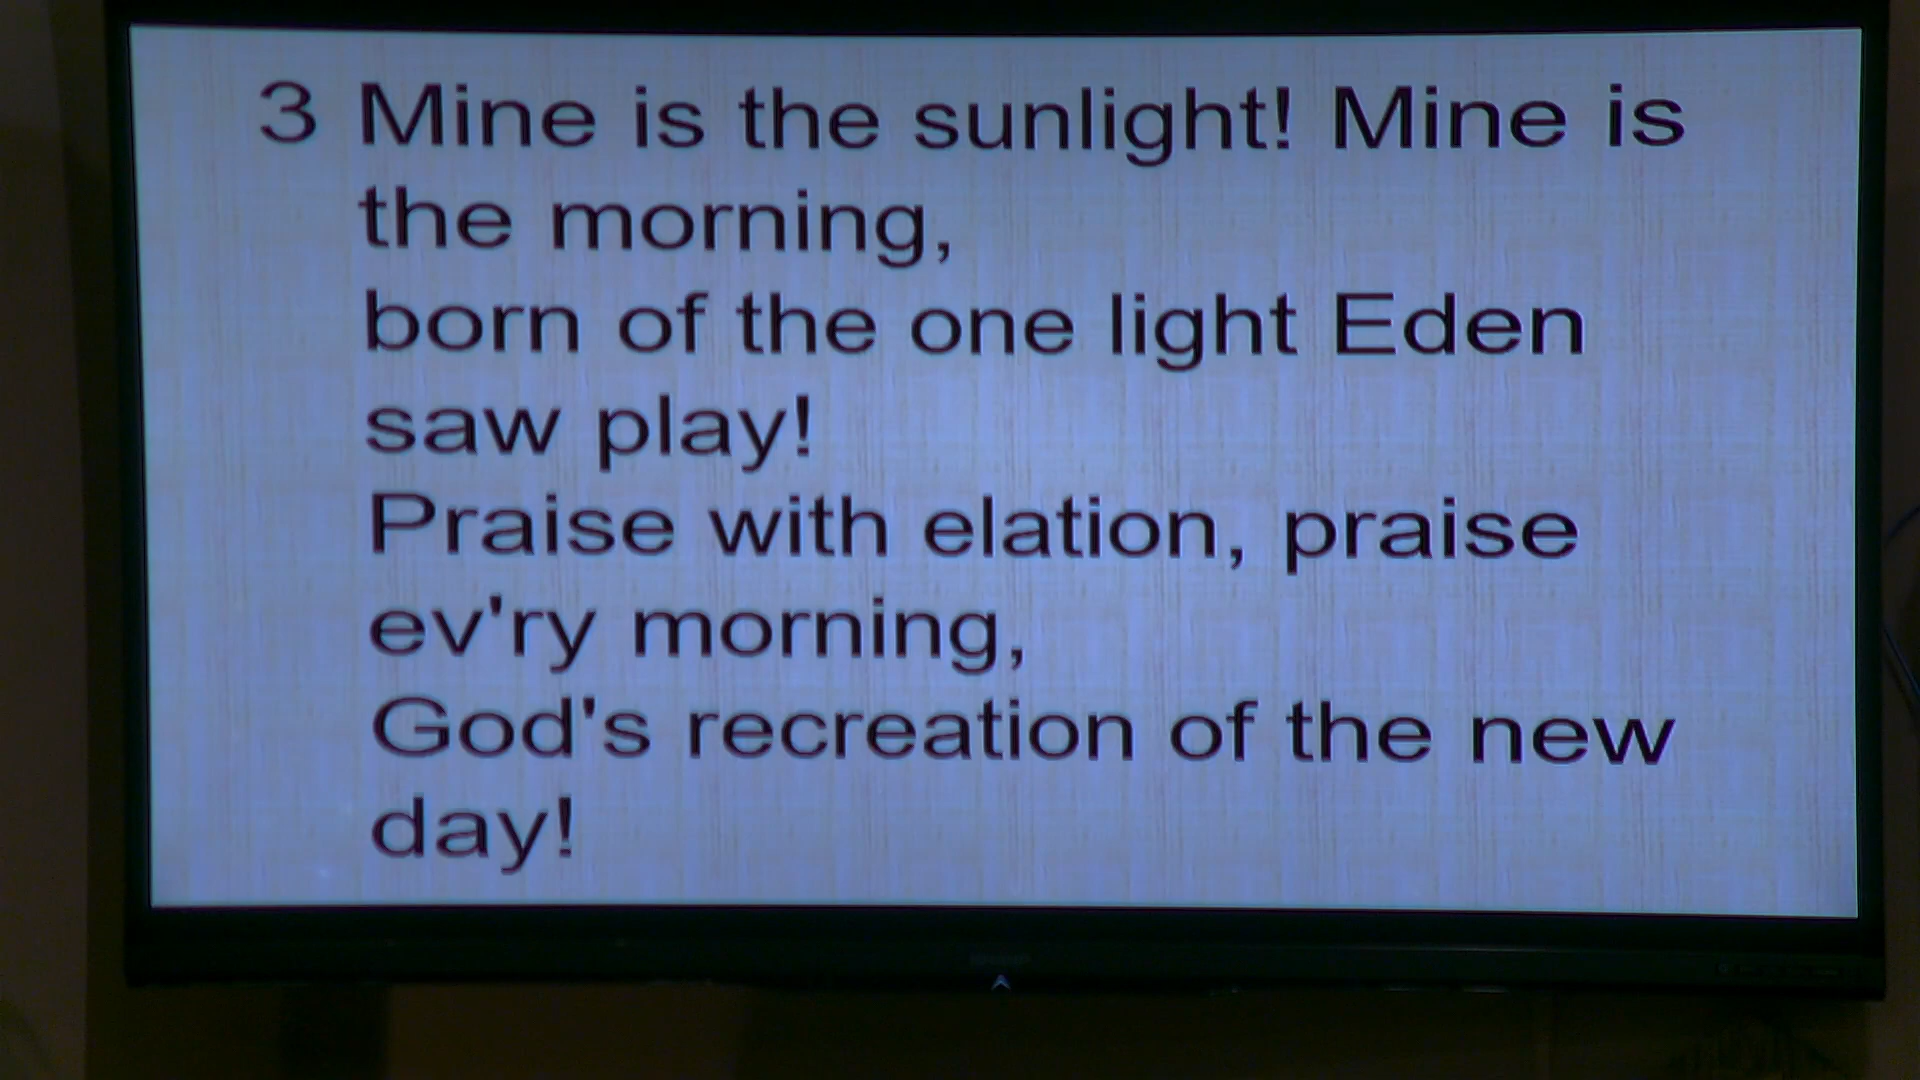 3 Mine is the sunlight! Mine is
the morning,
born of the one light Eden
saw play!
Praise with elation, praise
ev'ry morning,
God's recreation of the new
day!